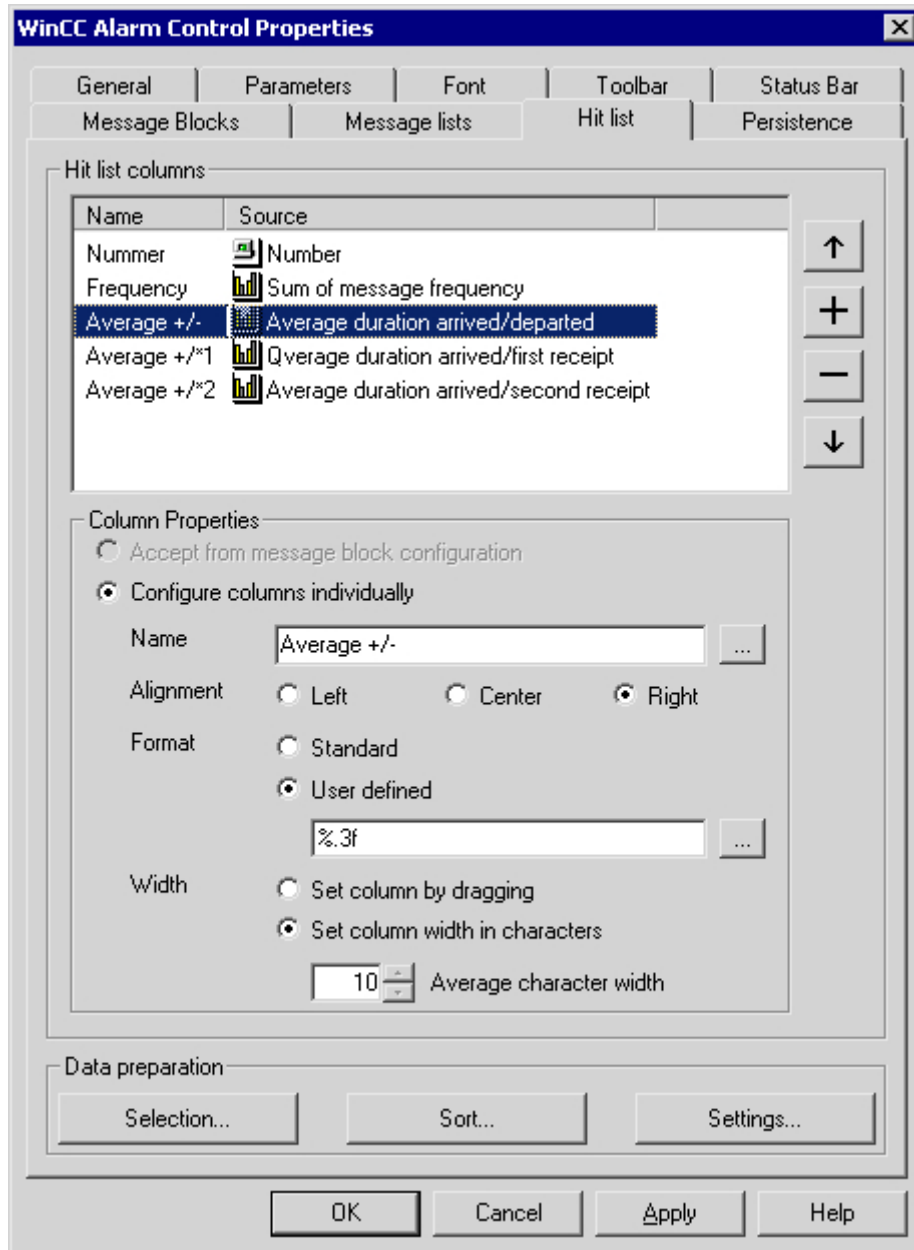 WinCC Alarm Control Properties
General Parameters Font Toolbar Status Bar
Message Blocks Message lists Hit list Persistence
Hit list columns
Name Source
Nummer Number
Frequency Sum of message frequency
Average +/- Average duration arrived/departed
Average +/*1 Qverage duration arrived/first receipt
Average +/*2 Average duration arrived/second receipt
Column Properties
Accept from message block configuration
Configure columns individually
Name Average +/- ...
Alignment Left Center Right
Format Standard
User defined
%.3f ...
Width Set column by dragging
Set column width in characters
10 Average character width
Data preparation
Selection... Sort... Settings...
OK Cancel Apply Help